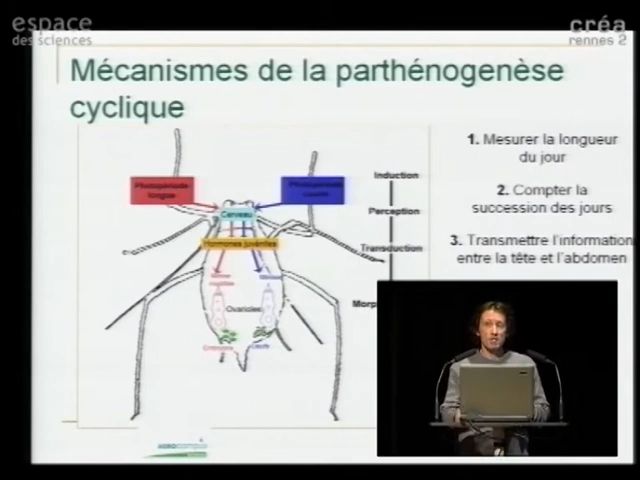 espace
des sciences
créa
rennes 2
Mécanismes de la parthénogenèse
cyclique
1. Mesurer la longueur
du jour
2. Compter la
succession des jours
3. Transmettre l'information
entre la tête et l'abdomen
Photopériode
longue
Photopériode
courte
Cerveau
Hormones juvéniles
Ovarioles
Induction
Perception
Transduction
Morp